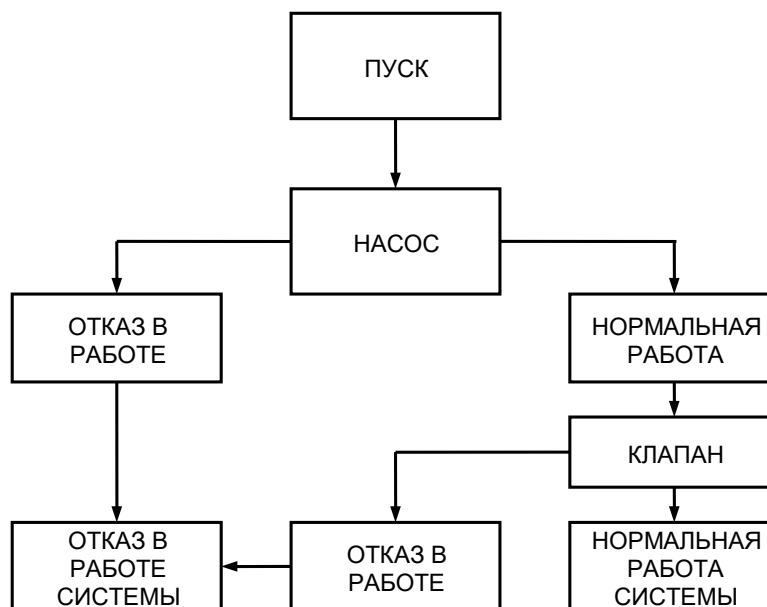 ПУСК
НАСОС
ОТКАЗ В
РАБОТЕ
НОРМАЛЬНАЯ
РАБОТА
КЛАПАН
ОТКАЗ В
РАБОТЕ
СИСТЕМЫ
ОТКАЗ В
РАБОТЕ
НОРМАЛЬНАЯ
РАБОТА
СИСТЕМЫ